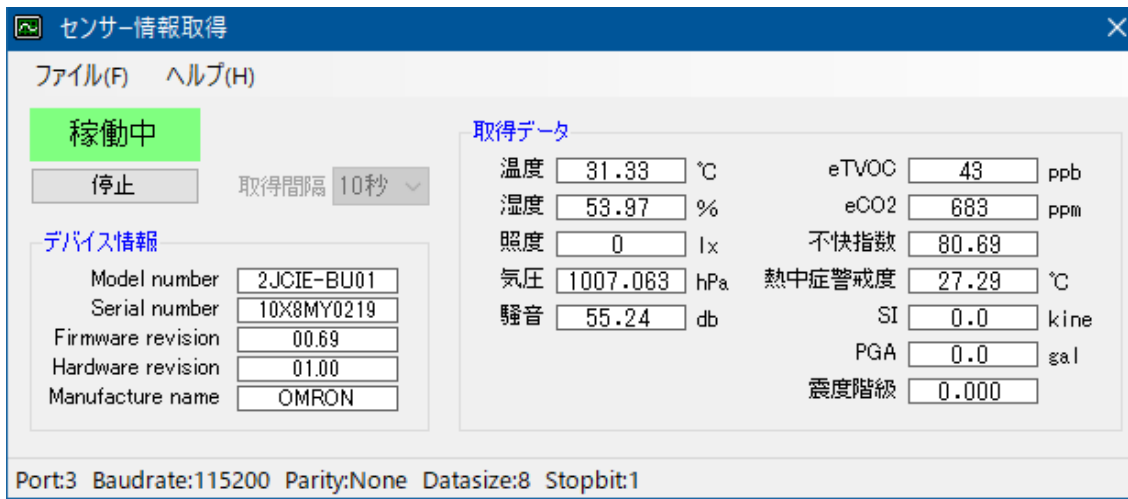 センサー情報取得
ファイル(F) ヘルプ(H)
稼働中
停止 取得間隔 10秒
デバイス情報
Model number 2JCIE-BU01
Serial number 10X8MY0219
Firmware revision 00.69
Hardware revision 01.00
Manufacture name OMRON
取得データ
温度 31.33 ℃
湿度 53.97 %
照度 0 lx
気圧 1007.063 hPa
騒音 55.24 db
eTVOC 43 ppb
eCO2 683 ppm
不快指数 80.69
熱中症警戒度 27.29 ℃
SI 0.0 kine
PGA 0.0 gal
震度階級 0.000
Port:3 Baudrate:115200 Parity:None Datasize:8 Stopbit:1